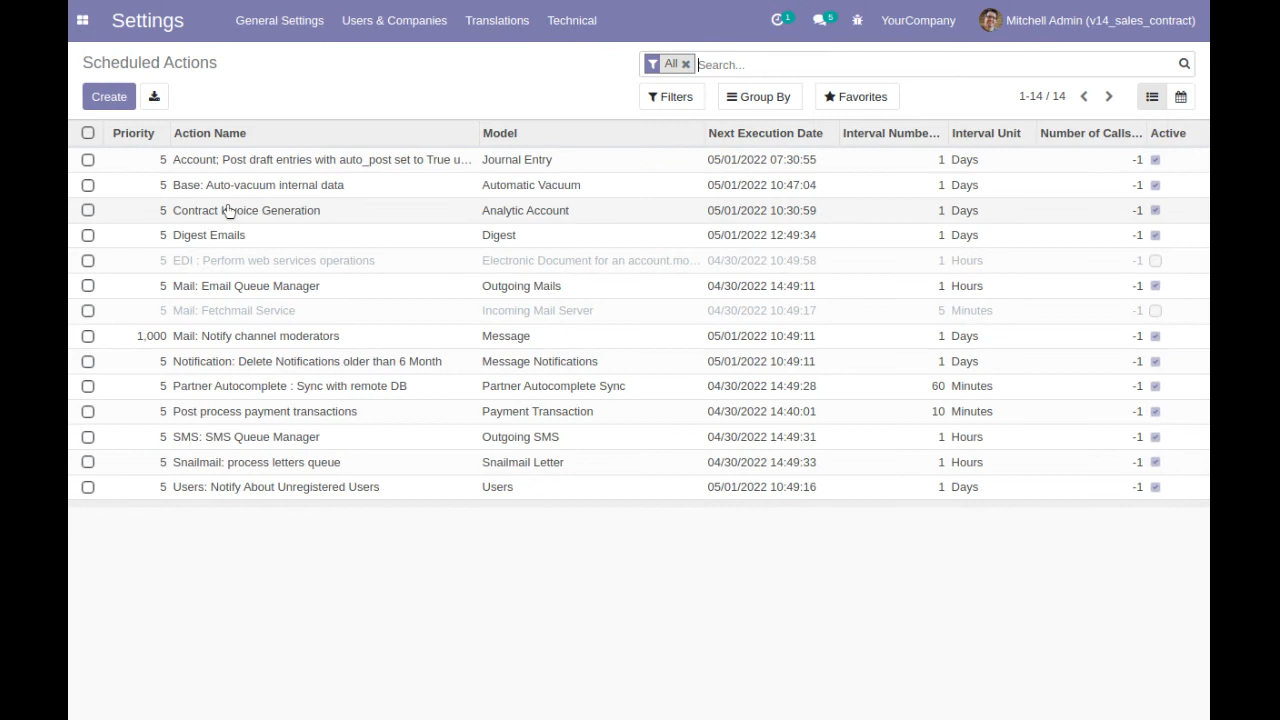 Settings General Settings Users & Companies Translations Technical 1 5 YourCompany Mitchell Admin (v14_sales_contract)
Scheduled Actions All Search...
Create Filters Group By Favorites 1-14 / 14
Priority Action Name Model Next Execution Date Interval Numbe... Interval Unit Number of Calls... Active
5 Account; Post draft entries with auto_post set to True u... Journal Entry 05/01/2022 07:30:55 1 Days -1
5 Base: Auto-vacuum internal data Automatic Vacuum 05/01/2022 10:47:04 1 Days -1
5 Contract Invoice Generation Analytic Account 05/01/2022 10:30:59 1 Days -1
5 Digest Emails Digest 05/01/2022 12:49:34 1 Days -1
5 EDI : Perform web services operations Electronic Document for an account.mo... 04/30/2022 10:49:58 1 Hours -1
5 Mail: Email Queue Manager Outgoing Mails 04/30/2022 14:49:11 1 Hours -1
5 Mail: Fetchmail Service Incoming Mail Server 04/30/2022 10:49:17 5 Minutes -1
1,000 Mail: Notify channel moderators Message 05/01/2022 10:49:11 1 Days -1
5 Notification: Delete Notifications older than 6 Month Message Notifications 05/01/2022 10:49:11 1 Days -1
5 Partner Autocomplete : Sync with remote DB Partner Autocomplete Sync 04/30/2022 14:49:28 60 Minutes -1
5 Post process payment transactions Payment Transaction 04/30/2022 14:40:01 10 Minutes -1
5 SMS: SMS Queue Manager Outgoing SMS 04/30/2022 14:49:31 1 Hours -1
5 Snailmail: process letters queue Snailmail Letter 04/30/2022 14:49:33 1 Hours -1
5 Users: Notify About Unregistered Users Users 05/01/2022 10:49:16 1 Days -1